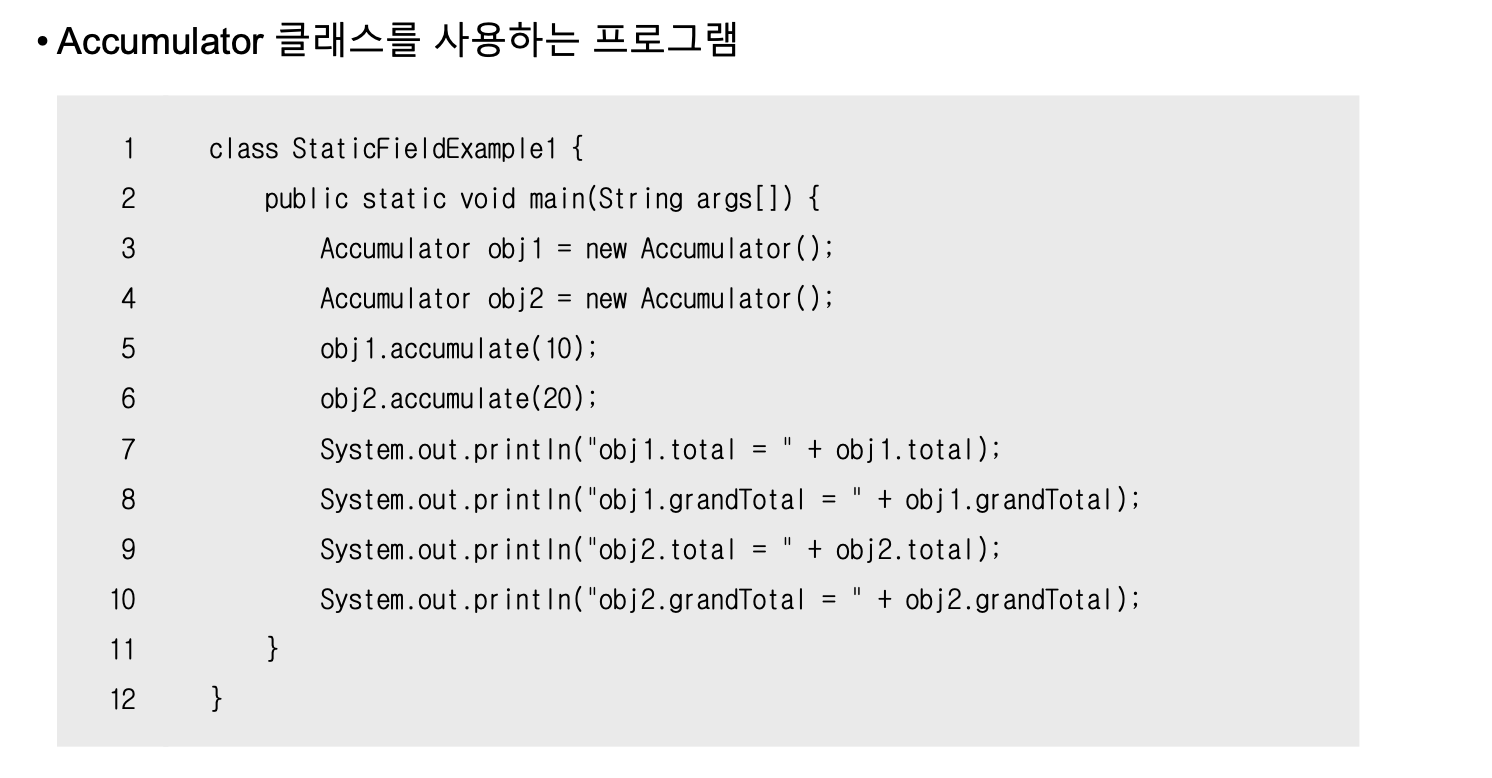 • Accumulator 클래스를 사용하는 프로그램
1 class StaticFieldExample1 {
2 public static void main(String args[]) {
3 Accumulator obj1 = new Accumulator();
4 Accumulator obj2 = new Accumulator();
5 obj1.accumulate(10);
6 obj2.accumulate(20);
7 System.out.println("obj1.total = " + obj1.total);
8 System.out.println("obj1.grandTotal = " + obj1.grandTotal);
9 System.out.println("obj2.total = " + obj2.total);
10 System.out.println("obj2.grandTotal = " + obj2.grandTotal);
11 }
12 }